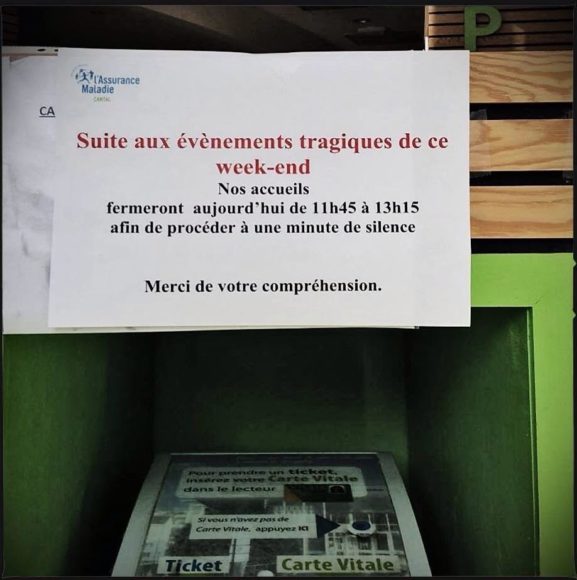 P
l'Assurance
Maladie
CANTAL
CA
Suite aux évènements tragiques de ce
week-end
Nos accueils
fermeront aujourd'hui de 11h45 à 13h15
afin de procéder à une minute de silence
Merci de votre compréhension.
Pour prendre un ticket,
insérez votre Carte Vitale
dans le lecteur
Si vous n'avez pas de
Carte Vitale, appuyez ICI
Ticket Carte Vitale